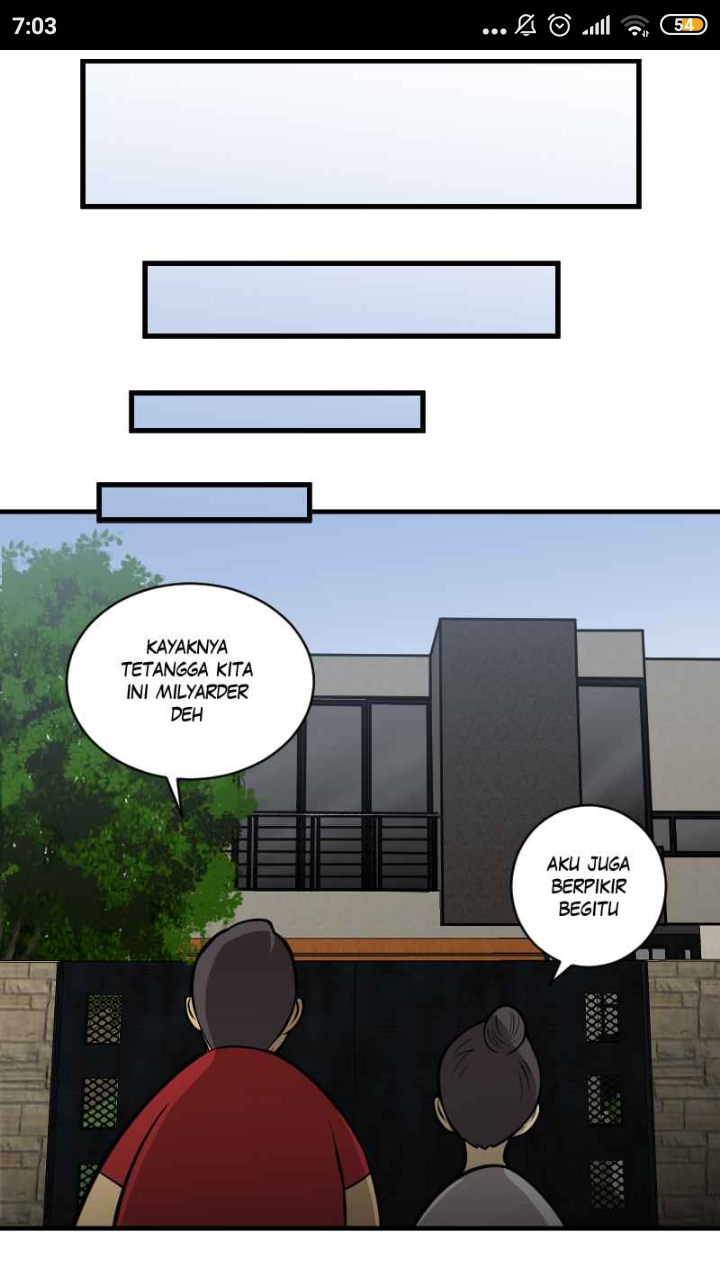 7:03
54
KAYAKNYA
TETANGGA KITA
INI MILYARDER
DEH
AKU JUGA
BERPIKIR
BEGITU